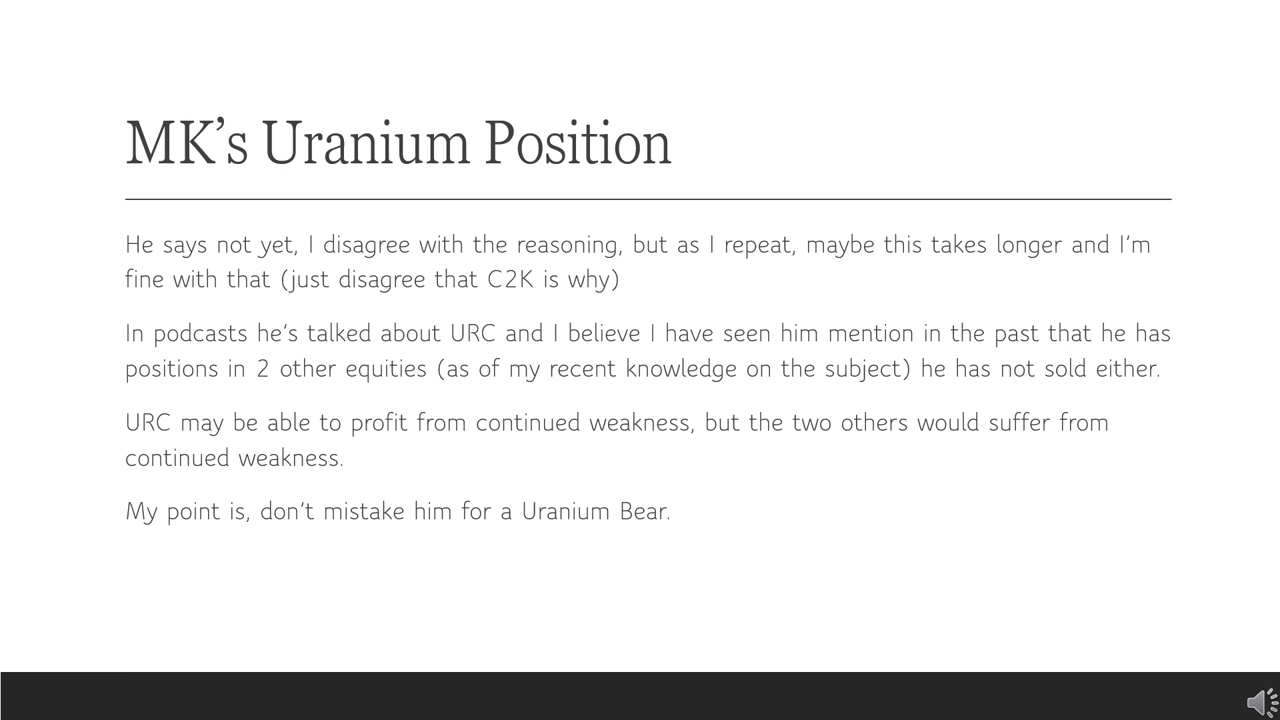 MK’s Uranium Position
He says not yet, I disagree with the reasoning, but as I repeat, maybe this takes longer and I’m
fine with that (just disagree that C2K is why)
In podcasts he’s talked about URC and I believe I have seen him mention in the past that he has
positions in 2 other equities (as of my recent knowledge on the subject) he has not sold either.
URC may be able to profit from continued weakness, but the two others would suffer from
continued weakness.
My point is, don’t mistake him for a Uranium Bear.